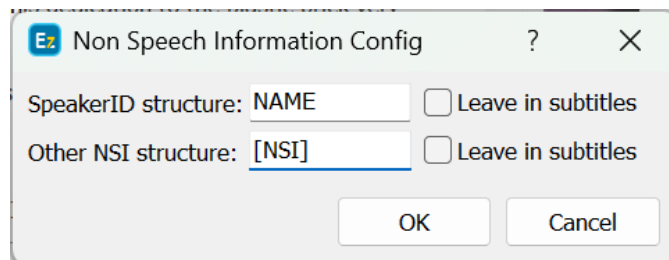 Ez Non Speech Information Config ? X
SpeakerID structure: NAME Leave in subtitles
Other NSI structure: [NSI] Leave in subtitles
OK Cancel